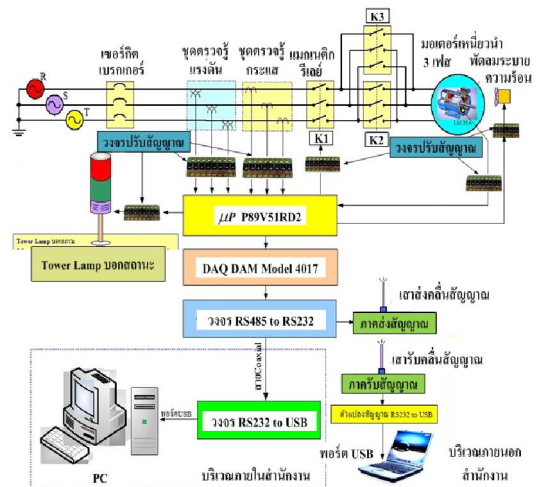 K3
เซอร์กิต
เบรกเกอร์
ชุดตรวจรู้
แรงดัน
ชุดตรวจรู้
กระแส
แมกเนติก
รีเลย์
มอเตอร์เหนี่ยวนำ
3 เฟส
พัดลมระบาย
ความร้อน
R
S
T
K1
K2
วงจรปรับสัญญาณ
วงจรปรับสัญญาณ
μP P89V51RD2
Tower Lamp บอกสถานะ
Tower Lamp บอกสถานะ
DAQ DAM Model 4017
วงจร RS485 to RS232
ภาคส่งสัญญาณ
เสาส่งคลื่นสัญญาณ
เสารับคลื่นสัญญาณ
ภาครับสัญญาณ
สายCoaxial
ตัวแปลงสัญญาณ RS232 to USB
พอร์ตUSB
วงจร RS232 to USB
พอร์ต USB
บริเวณภายนอก
สำนักงาน
PC
บริเวณภายในสำนักงาน